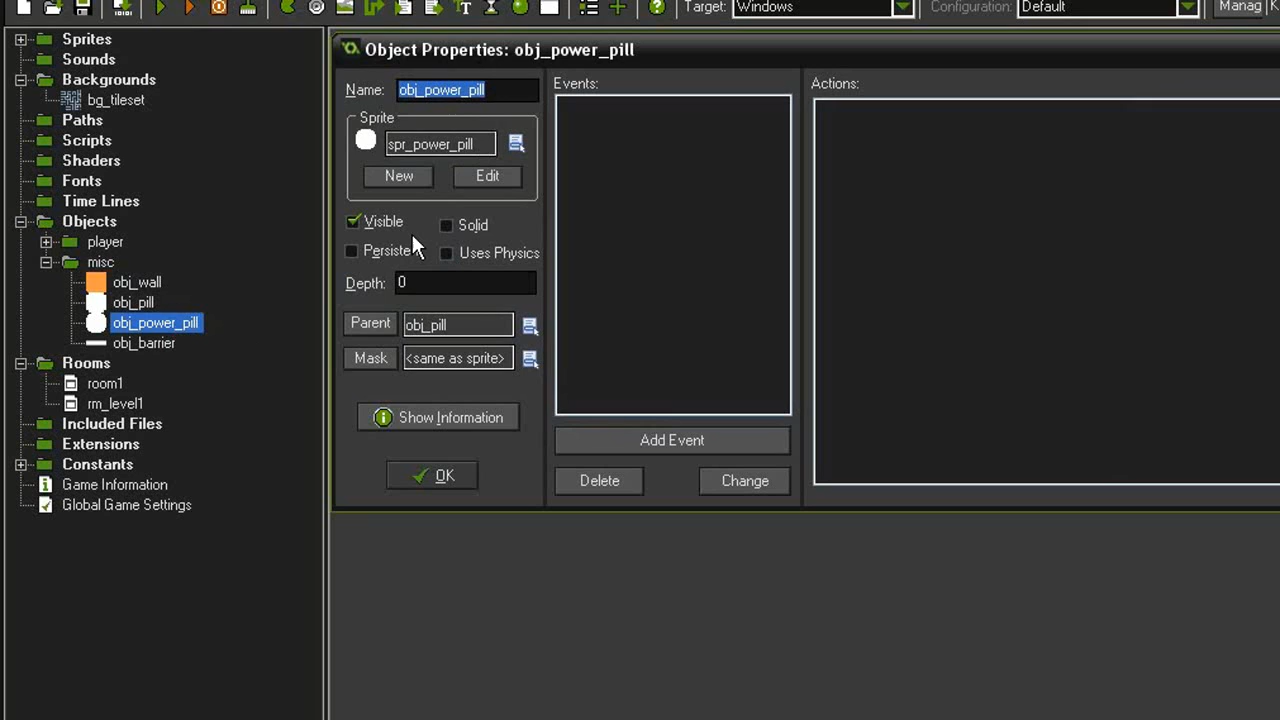 Target: Windows Configuration: Default Manag
Sprites
Sounds
Backgrounds
bg_tileset
Paths
Scripts
Shaders
Fonts
Time Lines
Objects
player
misc
obj_wall
obj_pill
obj_power_pill
obj_barrier
Rooms
room1
rm_level1
Included Files
Extensions
Constants
Game Information
Global Game Settings
Object Properties: obj_power_pill
Name: obj_power_pill
Sprite
spr_power_pill
New Edit
Visible Solid
Persiste Uses Physics
Depth: 0
Parent obj_pill
Mask <same as sprite>
Show Information
OK
Events:
Add Event
Delete Change
Actions: